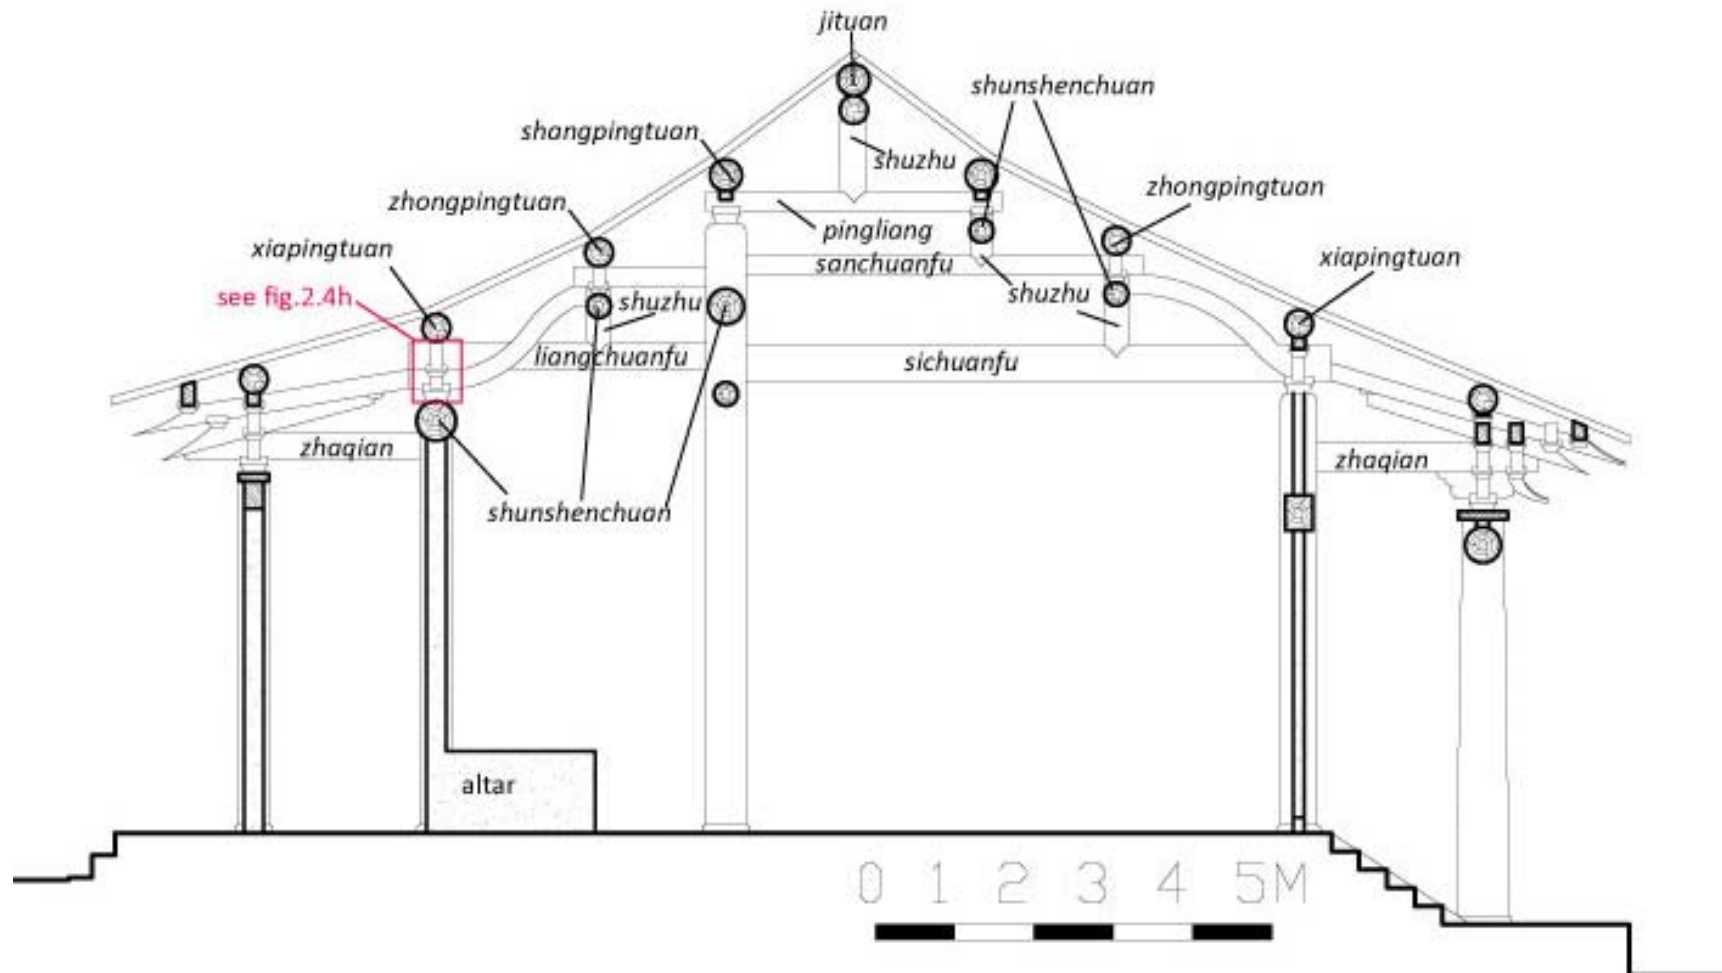 jituan
shunshenchuan
shangpingtuan
shuzhu
zhongpingtuan
zhongpingtuan
pingliang
xiapingtuan
sanchuanfu
xiapingtuan
see fig.2.4h
shuzhu
shuzhu
liangchuanfu
sichuanfu
zhaqian
zhaqian
shunshenchuan
altar
0 1 2 3 4 5M